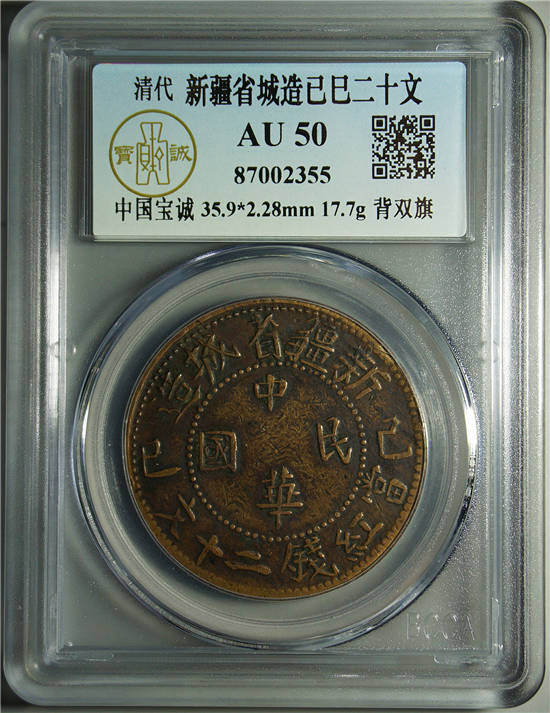 清代 新疆省城造已巳二十文
AU 50
寶 誠
87002355
中国宝诚 35.9*2.28mm 17.7g 背双旗
新疆省城造
己巳
當紅錢二十文
中華民國